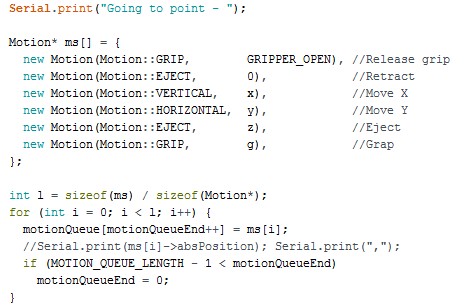 Serial.print("Going to point - ");

Motion* ms[] = {
  new Motion(Motion::GRIP,       GRIPPER_OPEN), //Release grip
  new Motion(Motion::EJECT,      0),            //Retract
  new Motion(Motion::VERTICAL,   x),            //Move X
  new Motion(Motion::HORIZONTAL, y),            //Move Y
  new Motion(Motion::EJECT,      z),            //Eject
  new Motion(Motion::GRIP,       g),            //Grap
};

int l = sizeof(ms) / sizeof(Motion*);
for (int i = 0; i < l; i++) {
  motionQueue[motionQueueEnd++] = ms[i];
  //Serial.print(ms[i]->absPosition); Serial.print(",");
  if (MOTION_QUEUE_LENGTH - 1 < motionQueueEnd)
    motionQueueEnd = 0;
}